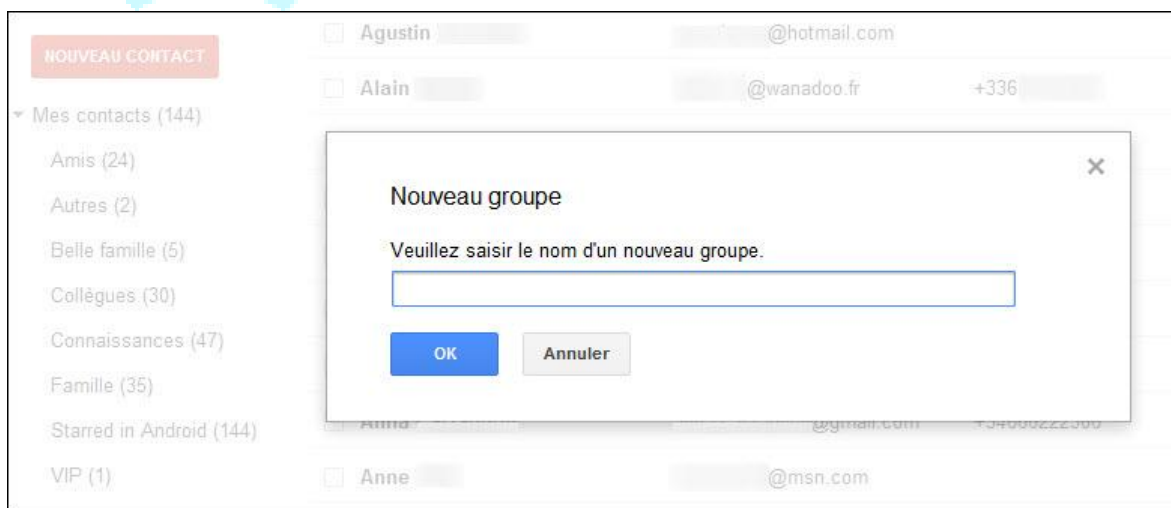 NOUVEAU CONTACT
Mes contacts (144)
Amis (24)
Autres (2)
Belle famille (5)
Collègues (30)
Connaissances (47)
Famille (35)
Starred in Android (144)
VIP (1)
Agustin @hotmail.com
Alain @wanadoo.fr +336
Nouveau groupe
Veuillez saisir le nom d'un nouveau groupe.
OK Annuler
Anna @gmail.com
Anne @msn.com